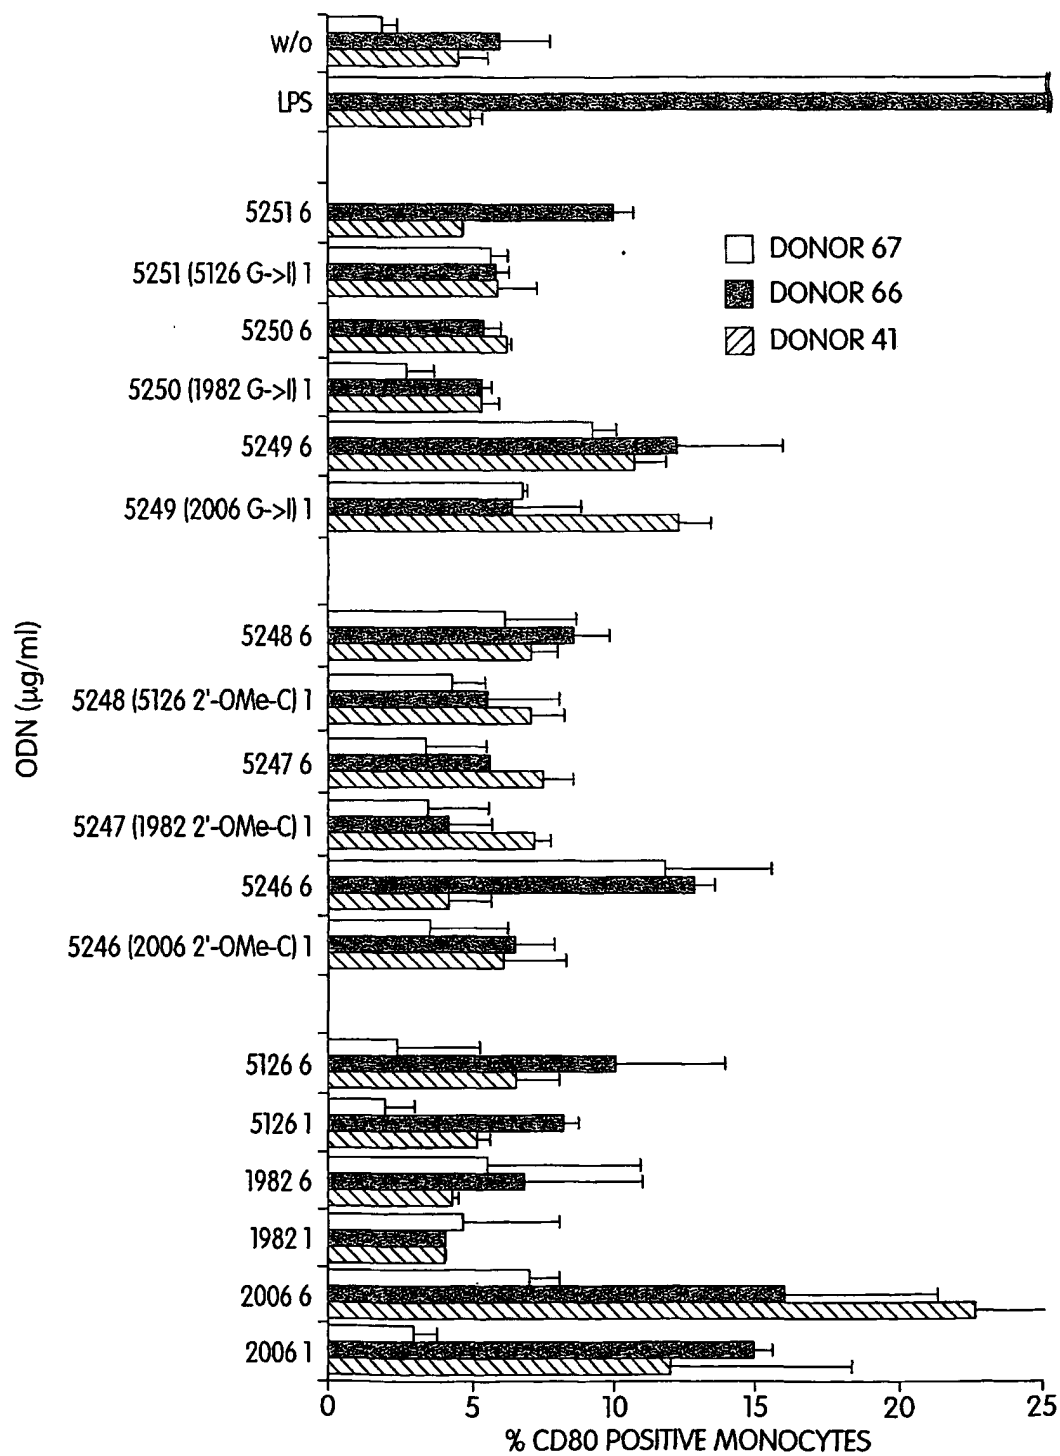 w/o
LPS
5251 6
5251 (5126 G->I) 1
5250 6
5250 (1982 G->I) 1
5249 6
5249 (2006 G->I) 1
5248 6
5248 (5126 2'-OMe-C) 1
5247 6
5247 (1982 2'-OMe-C) 1
5246 6
5246 (2006 2'-OMe-C) 1
5126 6
5126 1
1982 6
1982 1
2006 6
2006 1
ODN (µg/ml)
DONOR 67
DONOR 66
DONOR 41
0 5 10 15 20 25
% CD80 POSITIVE MONOCYTES